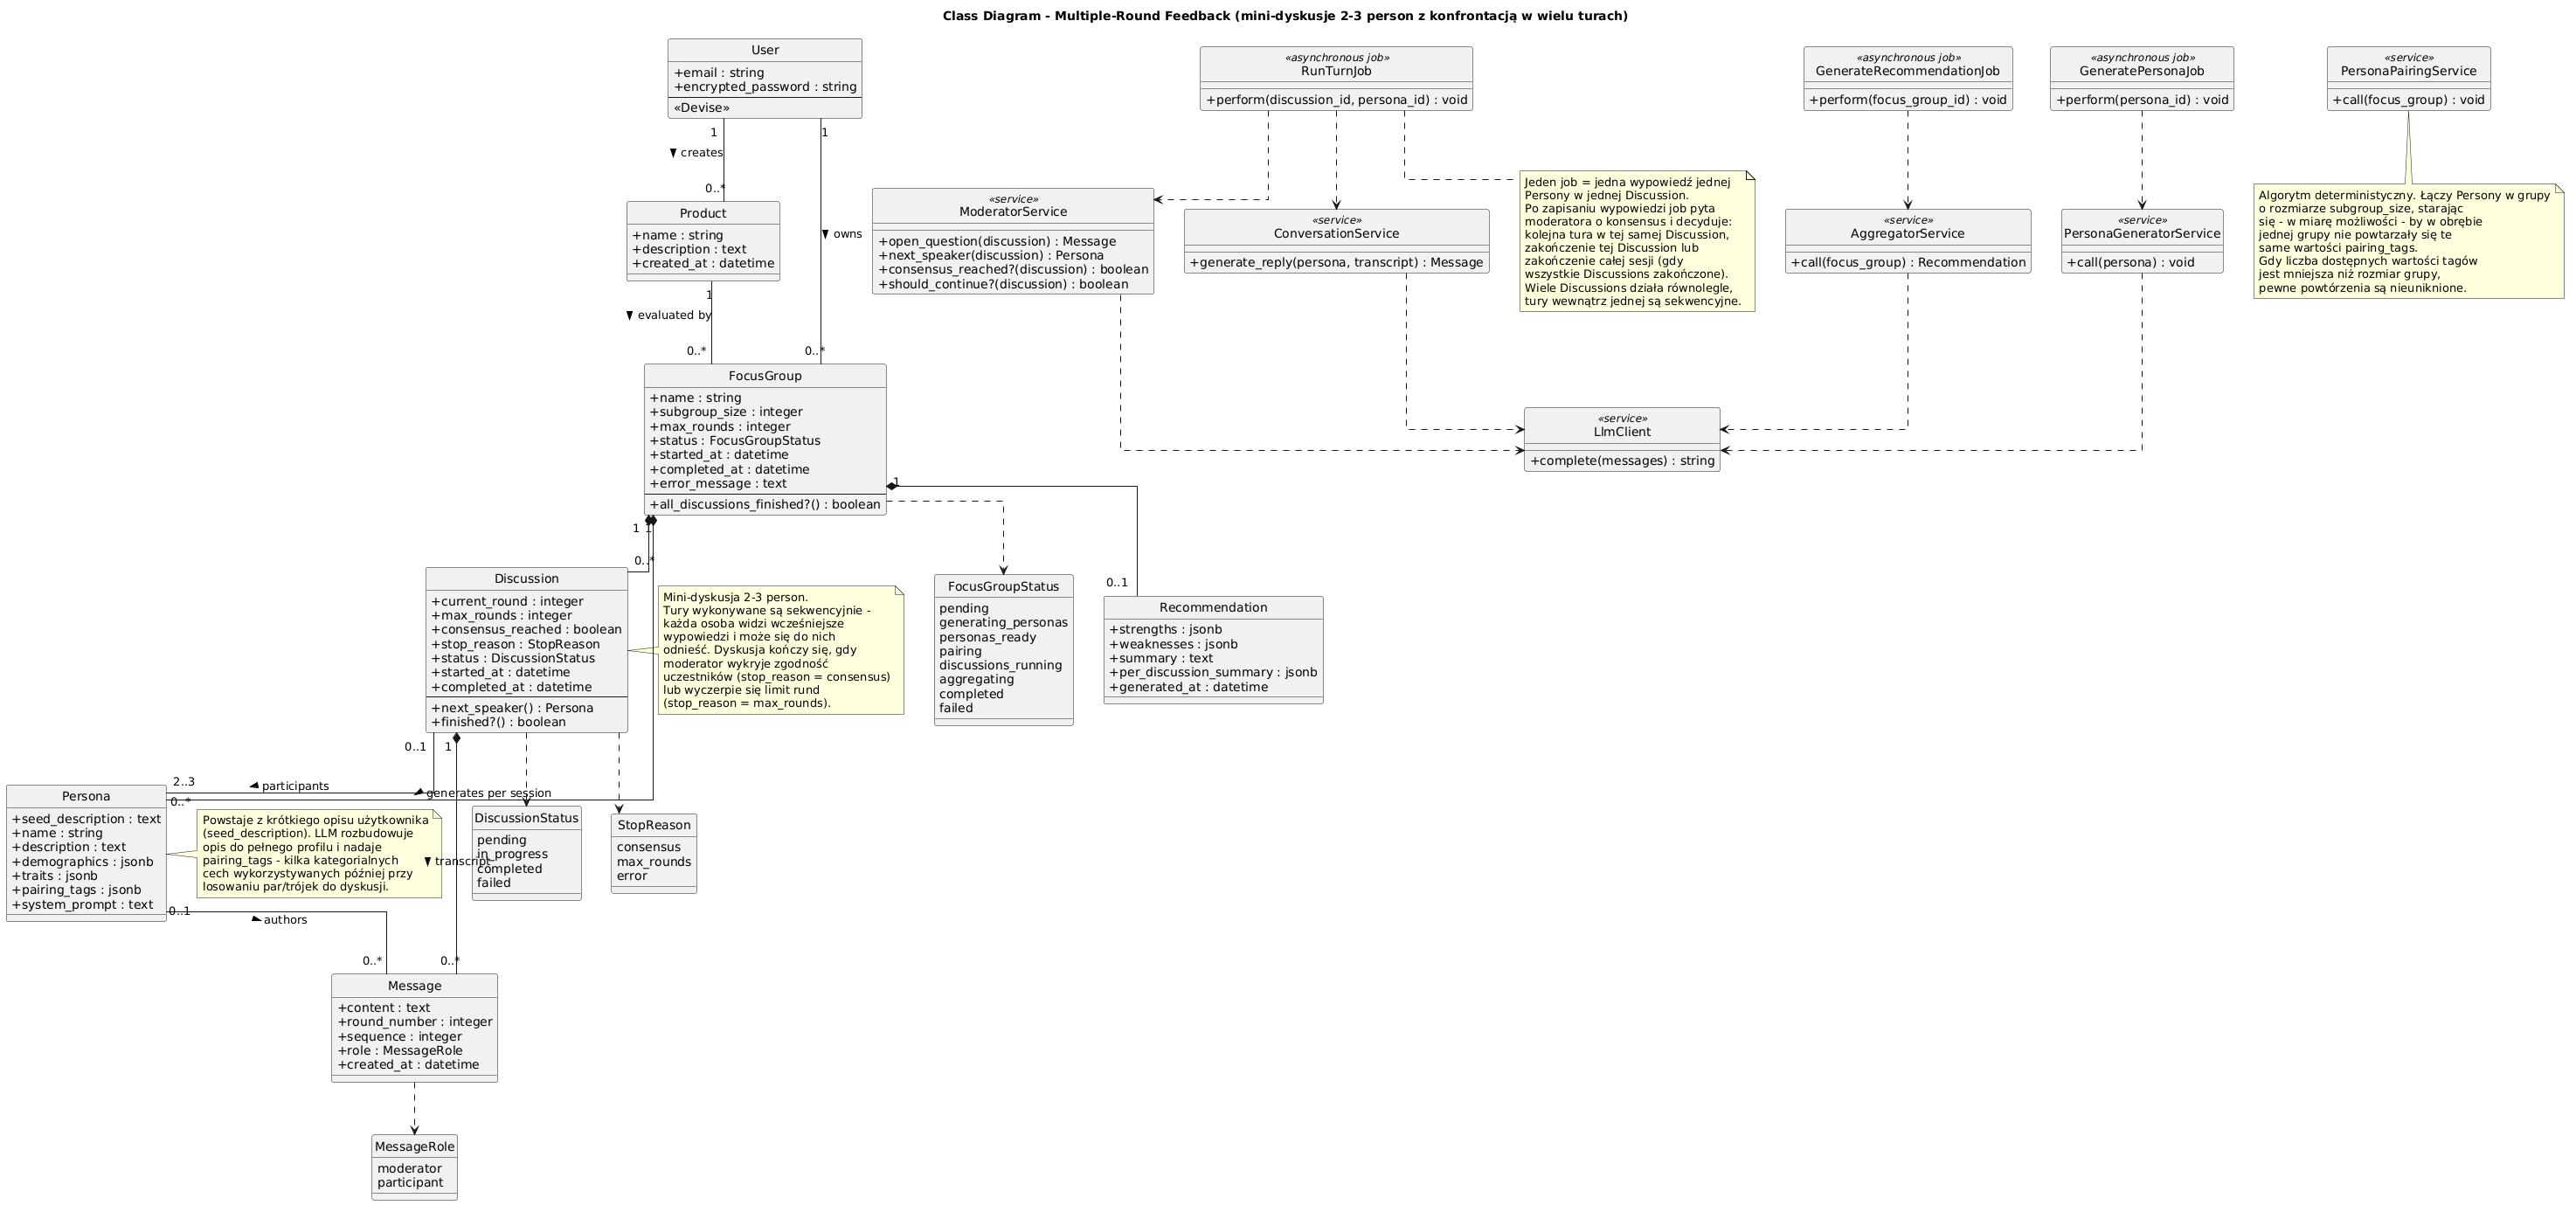 Class Diagram - Multiple-Round Feedback (mini-dyskusje 2-3 person z konfrontacją w wielu turach)
User
+email : string
+encrypted_password : string
«Devise»
1
1
creates
0..*
owns
Product
+name : string
+description : text
+created_at : datetime
1
evaluated by
0..*
0..*
FocusGroup
+name : string
+subgroup_size : integer
+max_rounds : integer
+status : FocusGroupStatus
+started_at : datetime
+completed_at : datetime
+error_message : text
+all_discussions_finished?() : boolean
1
1
1
0..*
0..1
«asynchronous job»
RunTurnJob
+perform(discussion_id, persona_id) : void
«asynchronous job»
GenerateRecommendationJob
+perform(focus_group_id) : void
«asynchronous job»
GeneratePersonaJob
+perform(persona_id) : void
«service»
PersonaPairingService
+call(focus_group) : void
«service»
ModeratorService
+open_question(discussion) : Message
+next_speaker(discussion) : Persona
+consensus_reached?(discussion) : boolean
+should_continue?(discussion) : boolean
«service»
ConversationService
+generate_reply(persona, transcript) : Message
Jeden job = jedna wypowiedź jednej
Persony w jednej Discussion.
Po zapisaniu wypowiedzi job pyta
moderatora o konsensus i decyduje:
kolejna tura w tej samej Discussion,
zakończenie tej Discussion lub
zakończenie całej sesji (gdy
wszystkie Discussions zakończone).
Wiele Discussions działa równolegle,
tury wewnątrz jednej są sekwencyjne.
«service»
AggregatorService
+call(focus_group) : Recommendation
«service»
PersonaGeneratorService
+call(persona) : void
Algorytm deterministyczny. Łączy Persony w grupy
o rozmiarze subgroup_size, starając
się - w miarę możliwości - by w obrębie
jednej grupy nie powtarzały się te
same wartości pairing_tags.
Gdy liczba dostępnych wartości tagów
jest mniejsza niż rozmiar grupy,
pewne powtórzenia są nieuniknione.
«service»
LlmClient
+complete(messages) : string
Discussion
+current_round : integer
+max_rounds : integer
+consensus_reached : boolean
+stop_reason : StopReason
+status : DiscussionStatus
+started_at : datetime
+completed_at : datetime
+next_speaker() : Persona
+finished?() : boolean
Mini-dyskusja 2-3 person.
Tury wykonywane są sekwencyjnie -
każda osoba widzi wcześniejsze
wypowiedzi i może się do nich
odnieść. Dyskusja kończy się, gdy
moderator wykryje zgodność
uczestników (stop_reason = consensus)
lub wyczerpie się limit rund
(stop_reason = max_rounds).
FocusGroupStatus
pending
generating_personas
personas_ready
pairing
discussions_running
aggregating
completed
failed
Recommendation
+strengths : jsonb
+weaknesses : jsonb
+summary : text
+per_discussion_summary : jsonb
+generated_at : datetime
0..1
1
2..3
participants
0..*
generates per session
Persona
+seed_description : text
+name : string
+description : text
+demographics : jsonb
+traits : jsonb
+pairing_tags : jsonb
+system_prompt : text
Powstaje z krótkiego opisu użytkownika
(seed_description). LLM rozbudowuje
opis do pełnego profilu i nadaje
pairing_tags - kilka kategorialnych
cech wykorzystywanych później przy
losowaniu par/trójek do dyskusji.
transcript
DiscussionStatus
pending
in_progress
completed
failed
StopReason
consensus
max_rounds
error
0..1
authors
0..*
0..*
Message
+content : text
+round_number : integer
+sequence : integer
+role : MessageRole
+created_at : datetime
MessageRole
moderator
participant